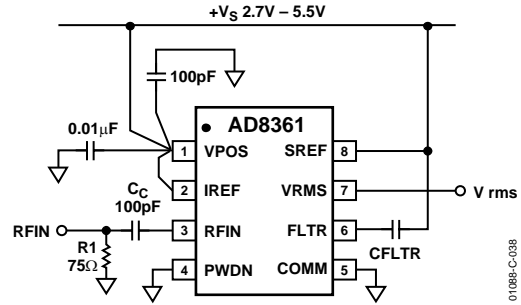 +VS 2.7V – 5.5V
100pF
0.01µF
AD8361
1 VPOS SREF 8
2 IREF VRMS 7
V rms
CC
100pF
RFIN
3 RFIN FLTR 6
R1
75Ω
CFLTR
4 PWDN COMM 5
01088-C-038